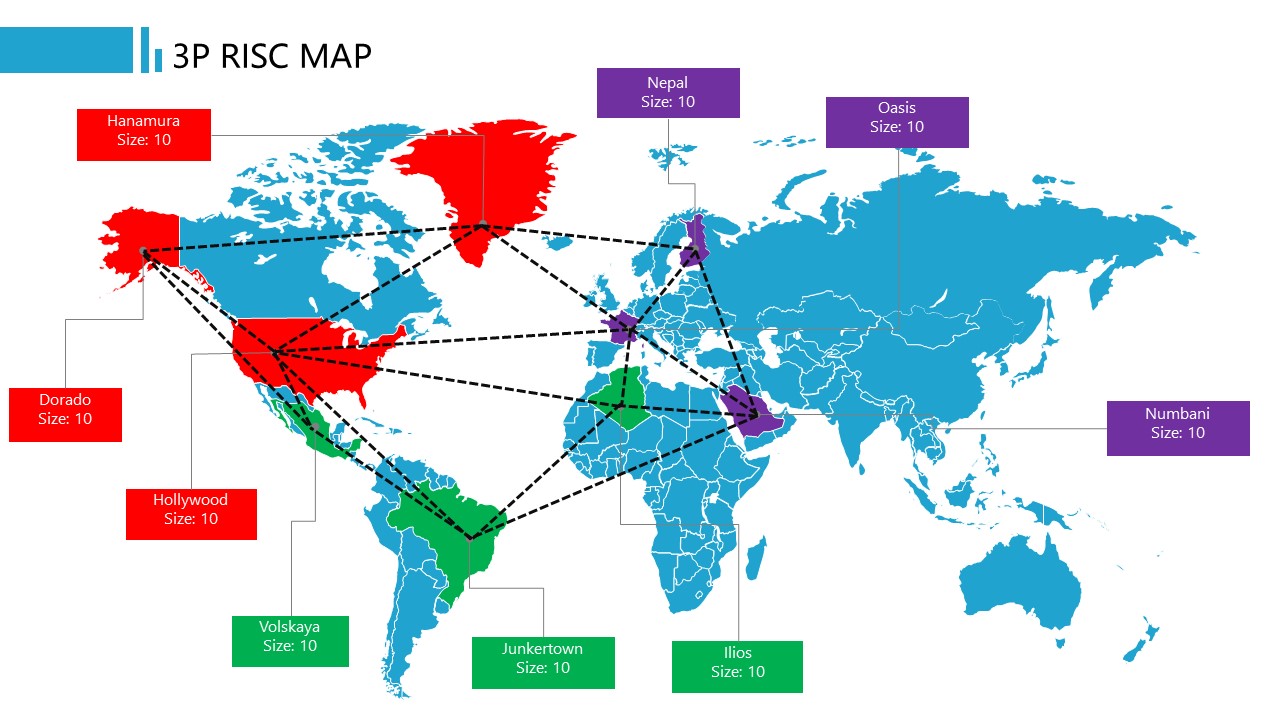 3P RISC MAP
Nepal
Size: 10
Oasis
Size: 10
Hanamura
Size: 10
Dorado
Size: 10
Numbani
Size: 10
Hollywood
Size: 10
Volskaya
Size: 10
Junkertown
Size: 10
Ilios
Size: 10